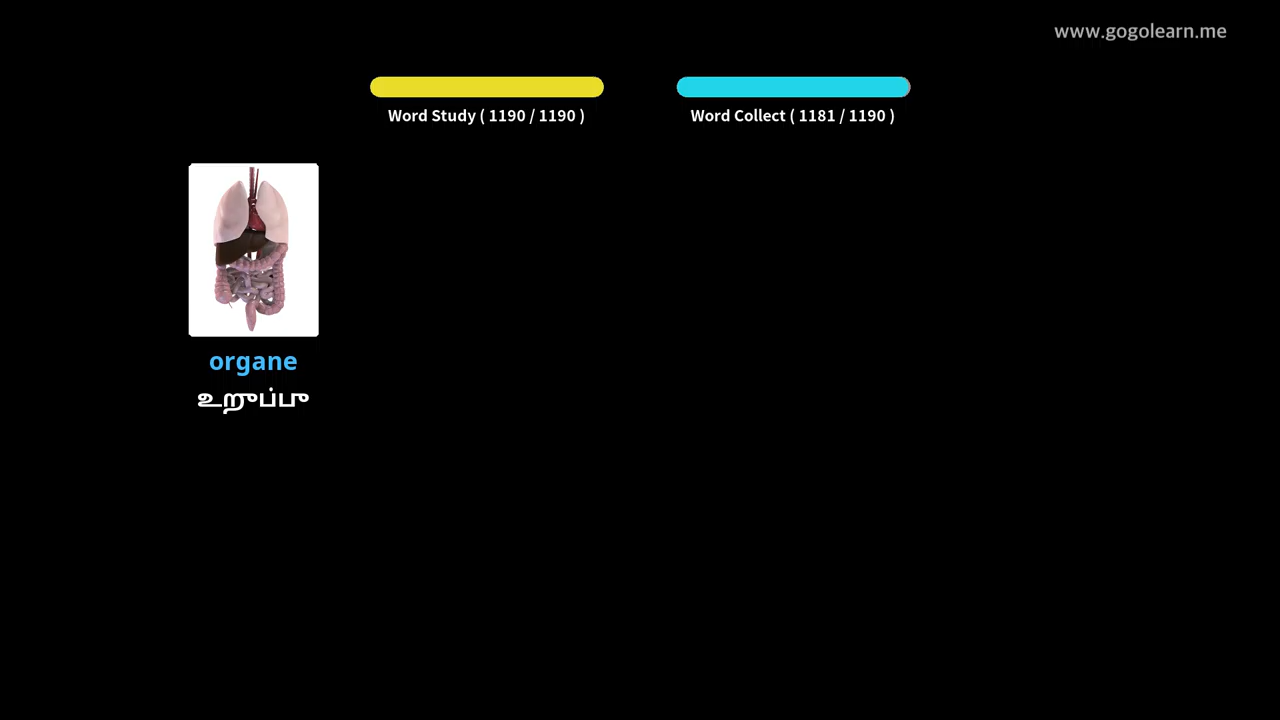 www.gogolearn.me
Word Study ( 1190 / 1190 )
Word Collect ( 1181 / 1190 )
organe
உறுப்பு